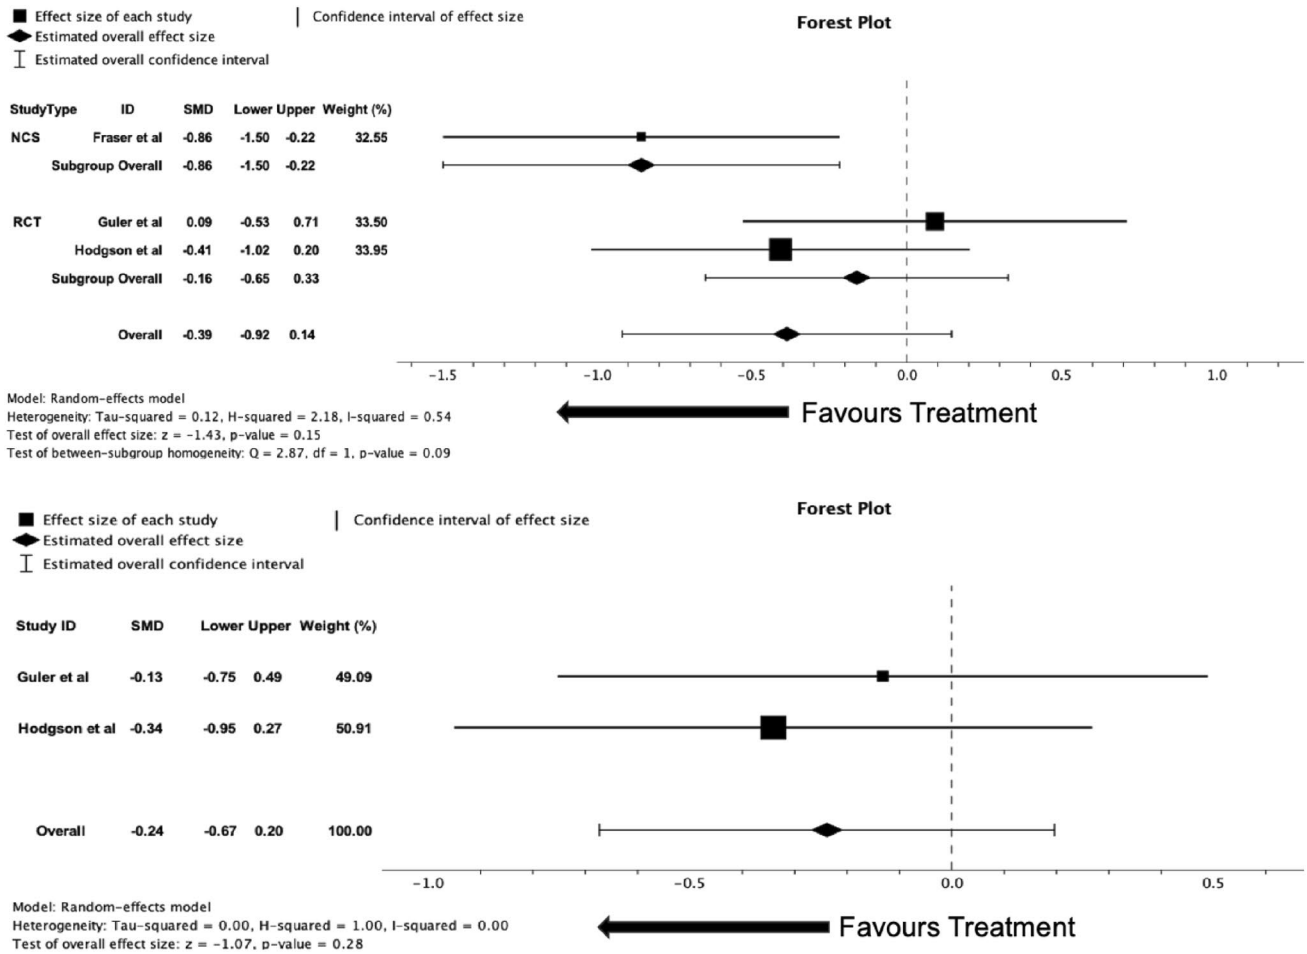 Effect size of each study Confidence interval of effect size
Estimated overall effect size
Estimated overall confidence interval
Forest Plot
StudyType ID SMD Lower Upper Weight (%)
NCS Fraser et al -0.86 -1.50 -0.22 32.55
Subgroup Overall -0.86 -1.50 -0.22
RCT Guler et al 0.09 -0.53 0.71 33.50
Hodgson et al -0.41 -1.02 0.20 33.95
Subgroup Overall -0.16 -0.65 0.33
Overall -0.39 -0.92 0.14
-1.5 -1.0 -0.5 0.0 0.5 1.0
Model: Random-effects model
Heterogeneity: Tau-squared = 0.12, H-squared = 2.18, I-squared = 0.54
Test of overall effect size: z = -1.43, p-value = 0.15
Test of between-subgroup homogeneity: Q = 2.87, df = 1, p-value = 0.09
Favours Treatment
Forest Plot
Effect size of each study Confidence interval of effect size
Estimated overall effect size
Estimated overall confidence interval
Study ID SMD Lower Upper Weight (%)
Guler et al -0.13 -0.75 0.49 49.09
Hodgson et al -0.34 -0.95 0.27 50.91
Overall -0.24 -0.67 0.20 100.00
-1.0 -0.5 0.0 0.5
Model: Random-effects model
Heterogeneity: Tau-squared = 0.00, H-squared = 1.00, I-squared = 0.00
Test of overall effect size: z = -1.07, p-value = 0.28
Favours Treatment